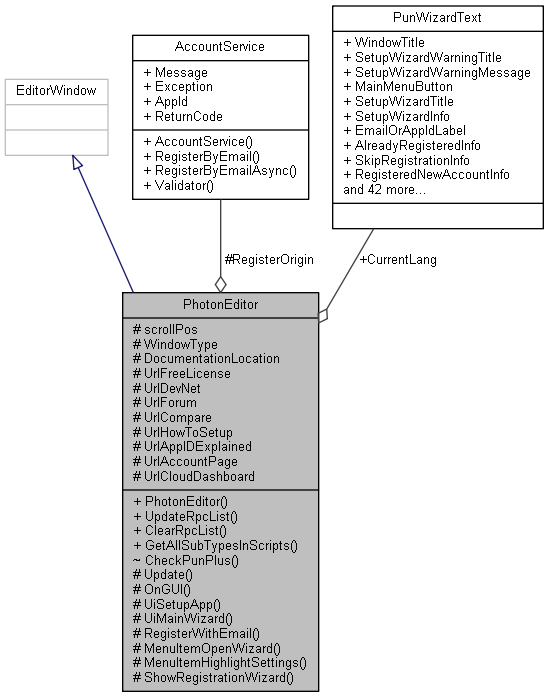 EditorWindow
AccountService
+ Message
+ Exception
+ AppId
+ ReturnCode
+ AccountService()
+ RegisterByEmail()
+ RegisterByEmailAsync()
+ Validator()
PunWizardText
+ WindowTitle
+ SetupWizardWarningTitle
+ SetupWizardWarningMessage
+ MainMenuButton
+ SetupWizardTitle
+ SetupWizardInfo
+ EmailOrAppIdLabel
+ AlreadyRegisteredInfo
+ SkipRegistrationInfo
+ RegisteredNewAccountInfo
and 42 more...
#RegisterOrigin
+CurrentLang
PhotonEditor
# scrollPos
# WindowType
# DocumentationLocation
# UrlFreeLicense
# UrlDevNet
# UrlForum
# UrlCompare
# UrlHowToSetup
# UrlAppIDExplained
# UrlAccountPage
# UrlCloudDashboard
+ PhotonEditor()
+ UpdateRpcList()
+ ClearRpcList()
+ GetAllSubTypesInScripts()
~ CheckPunPlus()
# Update()
# OnGUI()
# UiSetupApp()
# UiMainWizard()
# RegisterWithEmail()
# MenuItemOpenWizard()
# MenuItemHighlightSettings()
# ShowRegistrationWizard()